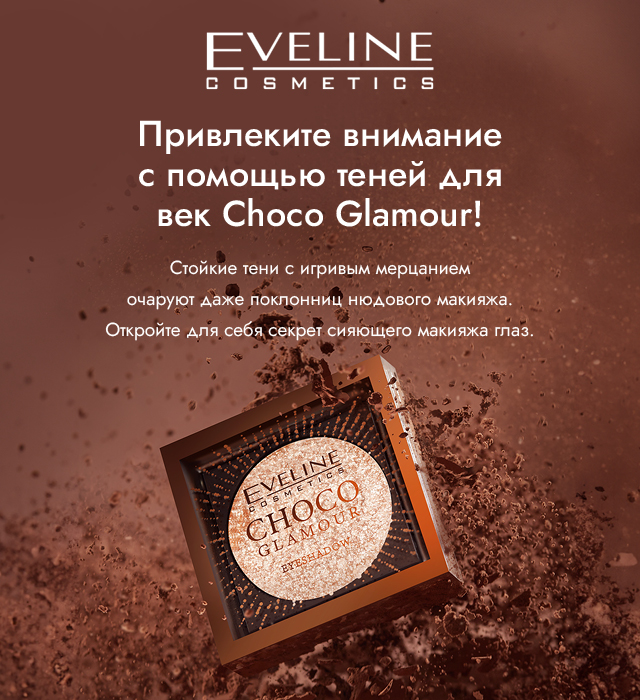 EVELINE
COSMETICS
Привлеките внимание
с помощью теней для
век Choco Glamour!
Стойкие тени с игривым мерцанием
очаруют даже поклонниц нюдового макияжа.
Откройте для себя секрет сияющего макияжа глаз.
EVELINE
COSMETICS
CHOCO
GLAMOUR
EYESHADOW